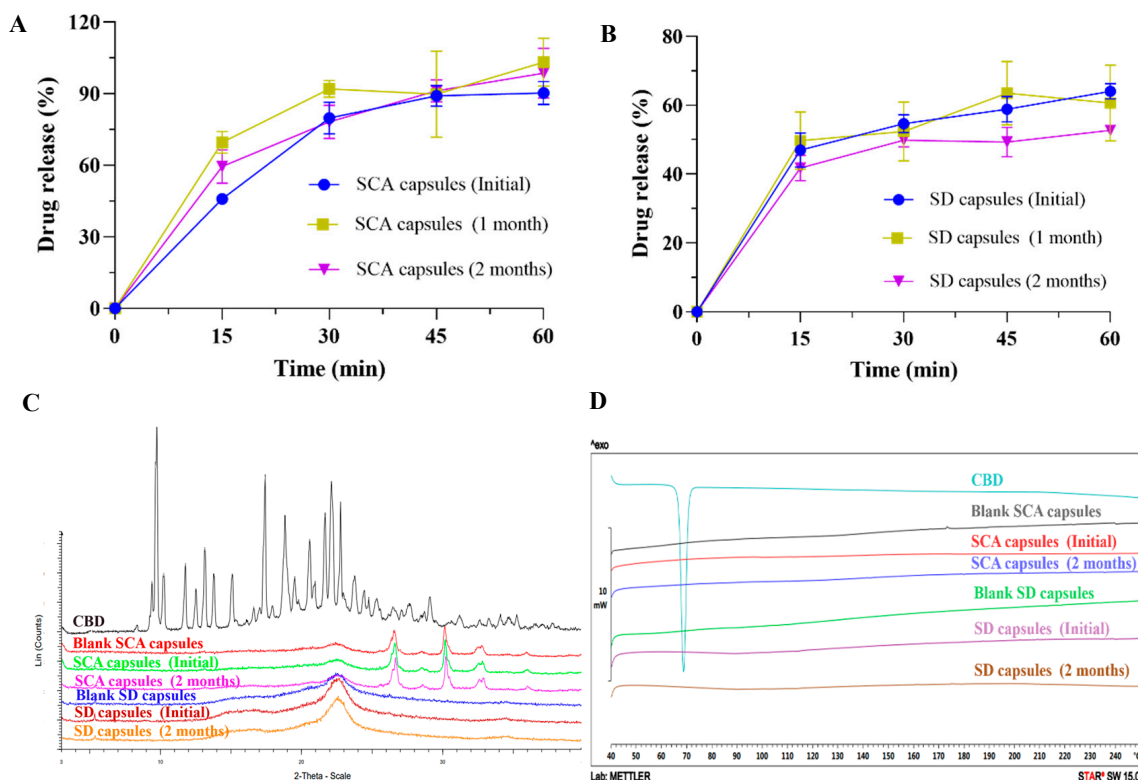 A
120
90
60
30
0
Drug release (%)
SCA capsules (Initial)
SCA capsules (1 month)
SCA capsules (2 months)
0 15 30 45 60
Time (min)
B
80
60
40
20
0
Drug release (%)
SD capsules (Initial)
SD capsules (1 month)
SD capsules (2 months)
0 15 30 45 60
Time (min)
C
Lin (Counts)
CBD
Blank SCA capsules
SCA capsules (Initial)
SCA capsules (2 months)
Blank SD capsules
SD capsules (Initial)
SD capsules (2 months)
3 10 20 30
2-Theta - Scale
D
^exo
CBD
Blank SCA capsules
SCA capsules (Initial)
SCA capsules (2 months)
10
mW
Blank SD capsules
SD capsules (Initial)
SD capsules (2 months)
40 50 60 70 80 90 100 110 120 130 140 150 160 170 180 190 200 210 220 230 240
Lab: METTLER
STAR® SW 15.0